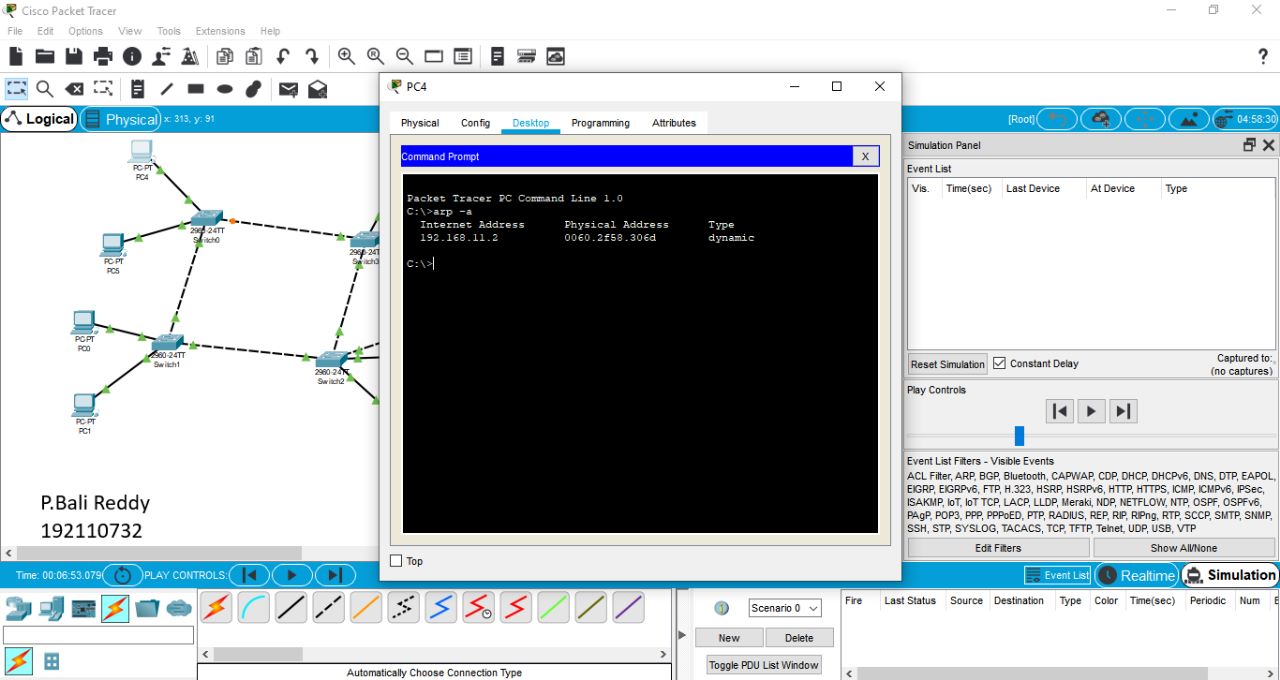 Cisco Packet Tracer
File Edit Options View Tools Extensions Help
Logical Physical x: 313, y: 91 [Root] 04:58:30
PC4
Physical Config Desktop Programming Attributes
Command Prompt X
Packet Tracer PC Command Line 1.0
C:\>arp -a
Internet Address Physical Address Type
192.168.11.2 0060.2f58.306d dynamic
C:\>
Top
PC-PT
PC4
2960-24TT
Switch0
PC-PT
PC5
2960-24T
Switch3
PC-PT
PC0
2960-24TT
Switch1
2960-24TT
Switch2
PC-PT
PC1
P.Bali Reddy
192110732
Simulation Panel
Event List
Vis. Time(sec) Last Device At Device Type
Reset Simulation Constant Delay
Captured to:
(no captures)
Play Controls
Event List Filters - Visible Events
ACL Filter, ARP, BGP, Bluetooth, CAPWAP, CDP, DHCP, DHCPv6, DNS, DTP, EAPOL,
EIGRP, EIGRPv6, FTP, H.323, HSRP, HSRPv6, HTTP, HTTPS, ICMP, ICMPv6, IPSec,
ISAKMP, IoT, IoT TCP, LACP, LLDP, Meraki, NDP, NETFLOW, NTP, OSPF, OSPFv6,
PAgP, POP3, PPP, PPPoED, PTP, RADIUS, REP, RIP, RIPng, RTP, SCCP, SMTP, SNMP,
SSH, STP, SYSLOG, TACACS, TCP, TFTP, Telnet, UDP, USB, VTP
Edit Filters Show All/None
Time: 00:06:53.079 PLAY CONTROLS: Event List Realtime Simulation
Scenario 0
New Delete
Toggle PDU List Window
Fire Last Status Source Destination Type Color Time(sec) Periodic Num E
Automatically Choose Connection Type